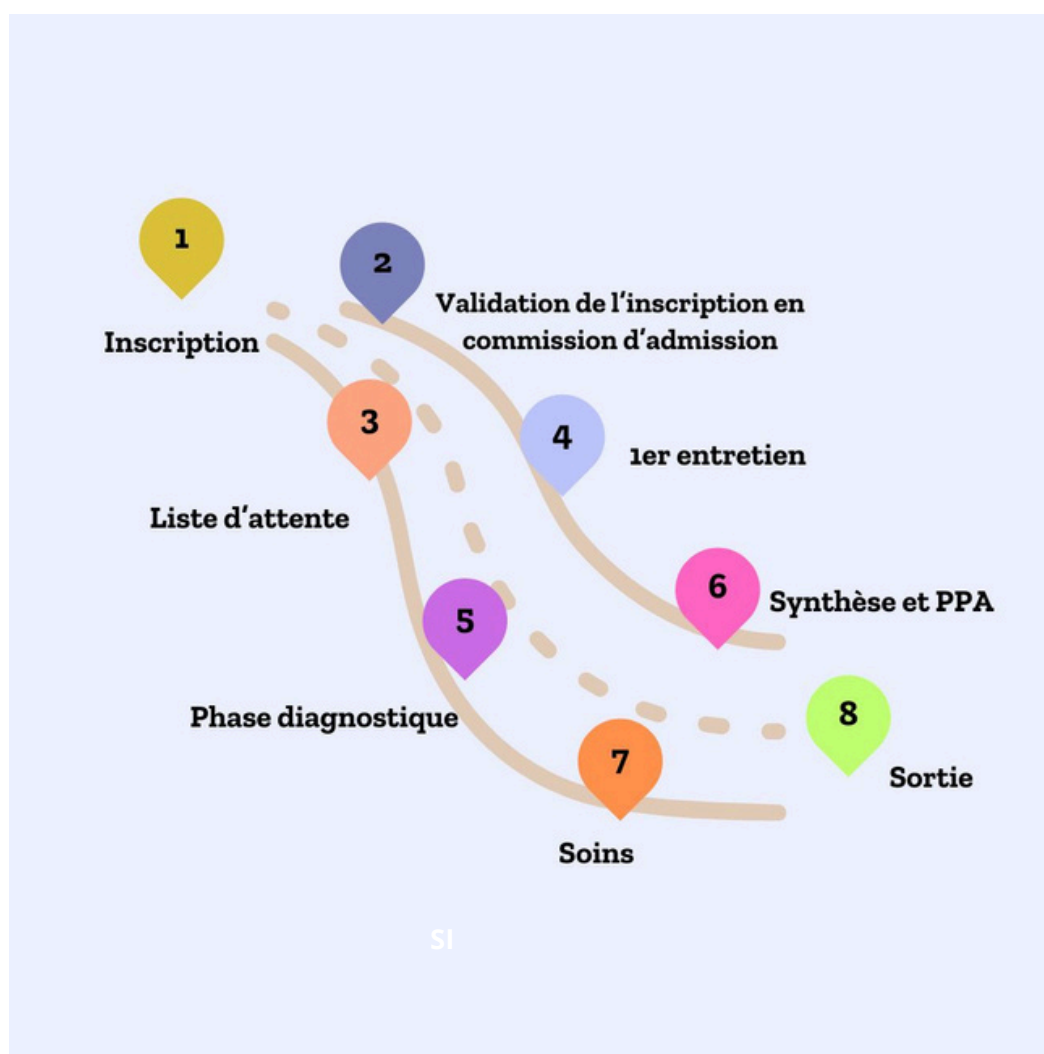 1
Inscription
2
Validation de l’inscription en
commission d’admission
3
Liste d’attente
4
1er entretien
5
Phase diagnostique
6
Synthèse et PPA
7
Soins
8
Sortie
SI